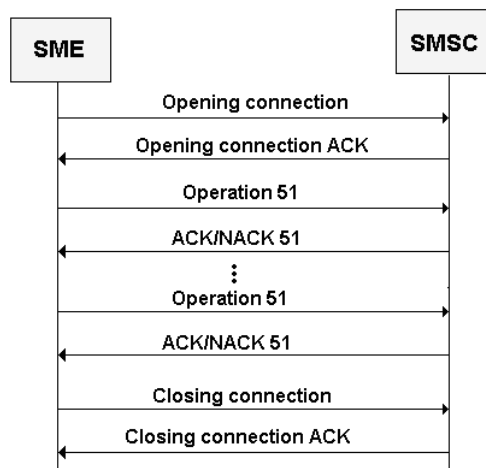 SME
SMSC
Opening connection
Opening connection ACK
Operation 51
ACK/NACK 51
Operation 51
ACK/NACK 51
Closing connection
Closing connection ACK